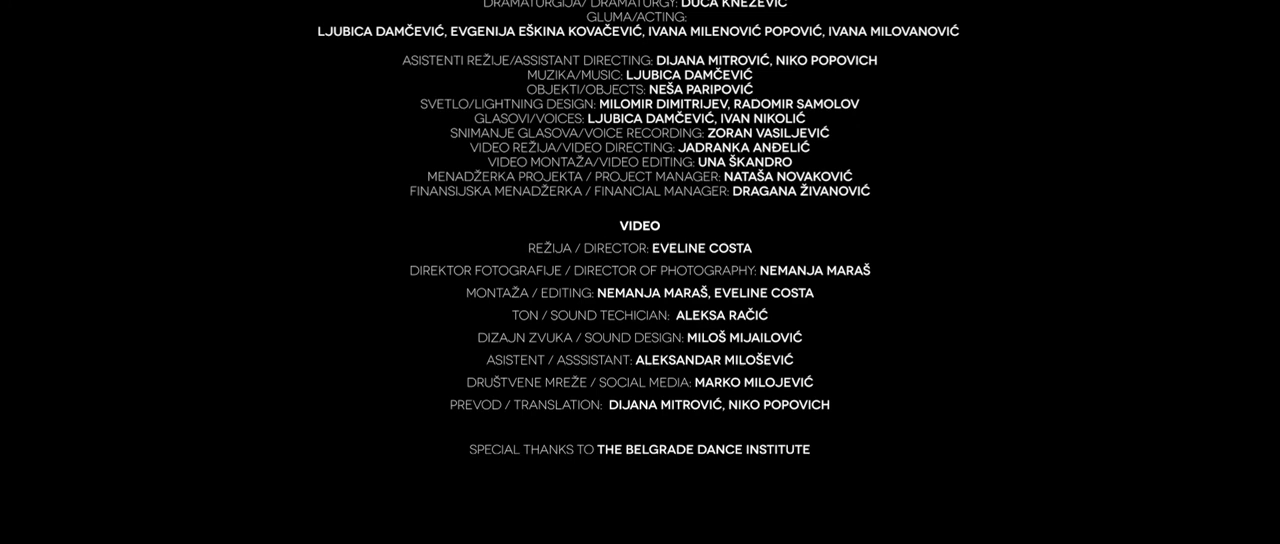 DRAMATURGIJA/ DRAMATURGY: DUCA KNEŽEVIĆ
GLUMA/ACTING:
LJUBICA DAMČEVIĆ, EVGENIJA EŠKINA KOVAČEVIĆ, IVANA MILENOVIĆ POPOVIĆ, IVANA MILOVANOVIĆ
ASISTENTI REŽIJE/ASSISTANT DIRECTING: DIJANA MITROVIĆ, NIKO POPOVICH
MUZIKA/MUSIC: LJUBICA DAMČEVIĆ
OBJEKTI/OBJECTS: NEŠA PARIPOVIĆ
SVETLO/LIGHTNING DESIGN: MILOMIR DIMITRIJEV, RADOMIR SAMOLOV
GLASOVI/VOICES: LJUBICA DAMČEVIĆ, IVAN NIKOLIĆ
SNIMANJE GLASOVA/VOICE RECORDING: ZORAN VASILJEVIĆ
VIDEO REŽIJA/VIDEO DIRECTING: JADRANKA ANĐELIĆ
VIDEO MONTAŽA/VIDEO EDITING: UNA ŠKANDRO
MENADŽERKA PROJEKTA / PROJECT MANAGER: NATAŠA NOVAKOVIĆ
FINANSIJSKA MENADŽERKA / FINANCIAL MANAGER: DRAGANA ŽIVANOVIĆ
VIDEO
REŽIJA / DIRECTOR: EVELINE COSTA
DIREKTOR FOTOGRAFIJE / DIRECTOR OF PHOTOGRAPHY: NEMANJA MARAŠ
MONTAŽA / EDITING: NEMANJA MARAŠ, EVELINE COSTA
TON / SOUND TECHICIAN: ALEKSA RAČIĆ
DIZAJN ZVUKA / SOUND DESIGN: MILOŠ MIJAILOVIĆ
ASISTENT / ASSSISTANT: ALEKSANDAR MILOŠEVIĆ
DRUŠTVENE MREŽE / SOCIAL MEDIA: MARKO MILOJEVIĆ
PREVOD / TRANSLATION: DIJANA MITROVIĆ, NIKO POPOVICH
SPECIAL THANKS TO THE BELGRADE DANCE INSTITUTE